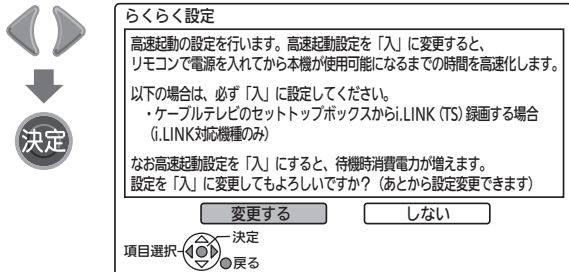 らくらく設定
高速起動の設定を行います。高速起動設定を「入」に変更すると、
リモコンで電源を入れてから本機が使用可能になるまでの時間を高速化します。
以下の場合は、必ず「入」に設定してください。
・ケーブルテレビのセットトップボックスからi.LINK（TS）録画する場合
（i.LINK対応機種のみ）
なお高速起動設定を「入」にすると、待機時消費電力が増えます。
設定を「入」に変更してもよろしいですか？（あとから設定変更できます）
変更する
しない
決定
項目選択
戻る
決定